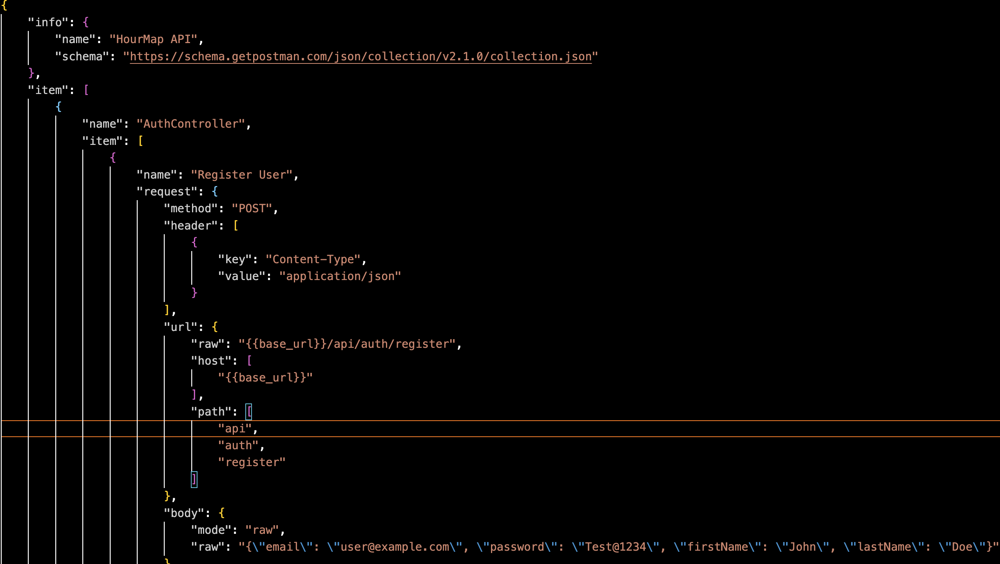 {
"info": {
"name": "HourMap API",
"schema": "https://schema.getpostman.com/json/collection/v2.1.0/collection.json"
},
"item": [
{
"name": "AuthController",
"item": [
{
"name": "Register User",
"request": {
"method": "POST",
"header": [
{
"key": "Content-Type",
"value": "application/json"
}
],
"url": {
"raw": "{{base_url}}/api/auth/register",
"host": [
"{{base_url}}"
],
"path": [
"api",
"auth",
"register"
]
},
"body": {
"mode": "raw",
"raw": "{\"email\": \"user@example.com\", \"password\": \"Test@1234\", \"firstName\": \"John\", \"lastName\": \"Doe\"}"
}